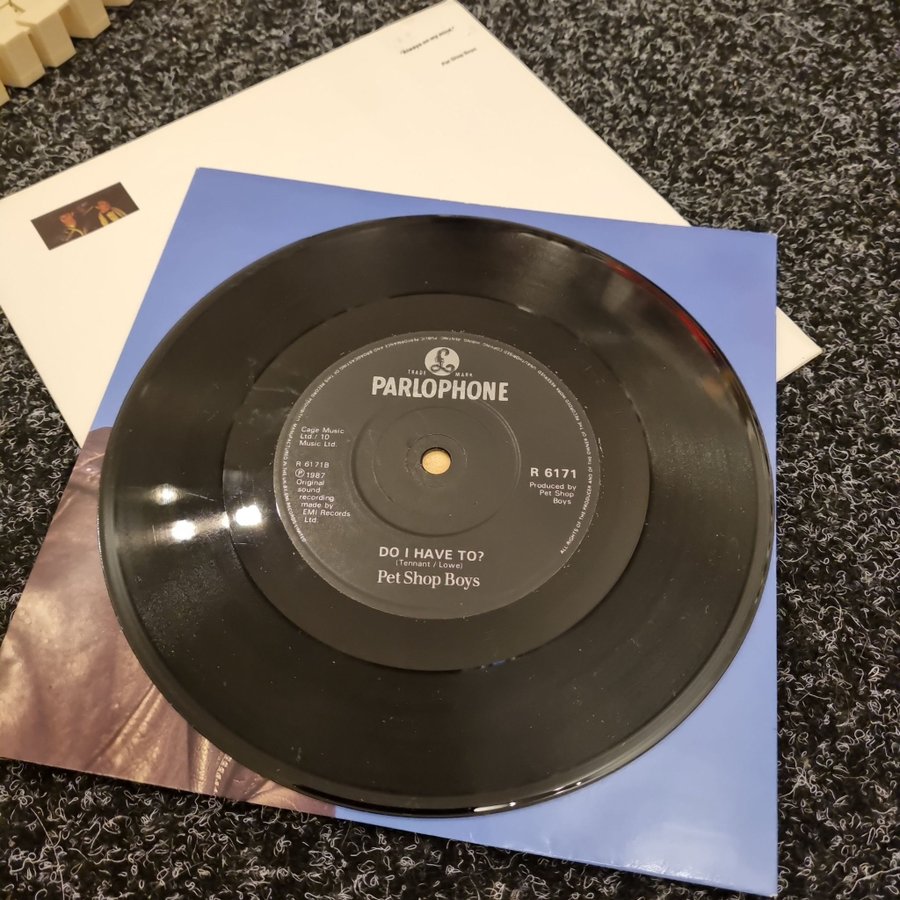 "Always on my mind"
Pet Shop Boys
TRADE MARK
PARLOPHONE
Cage Music
Ltd / 10
Music Ltd.
R 6171B
Ⓟ 1987
Original
sound
recording
made by
EMI Records
Ltd.
R 6171
Produced by
Pet Shop
Boys
DO I HAVE TO?
(Tennant / Lowe)
Pet Shop Boys